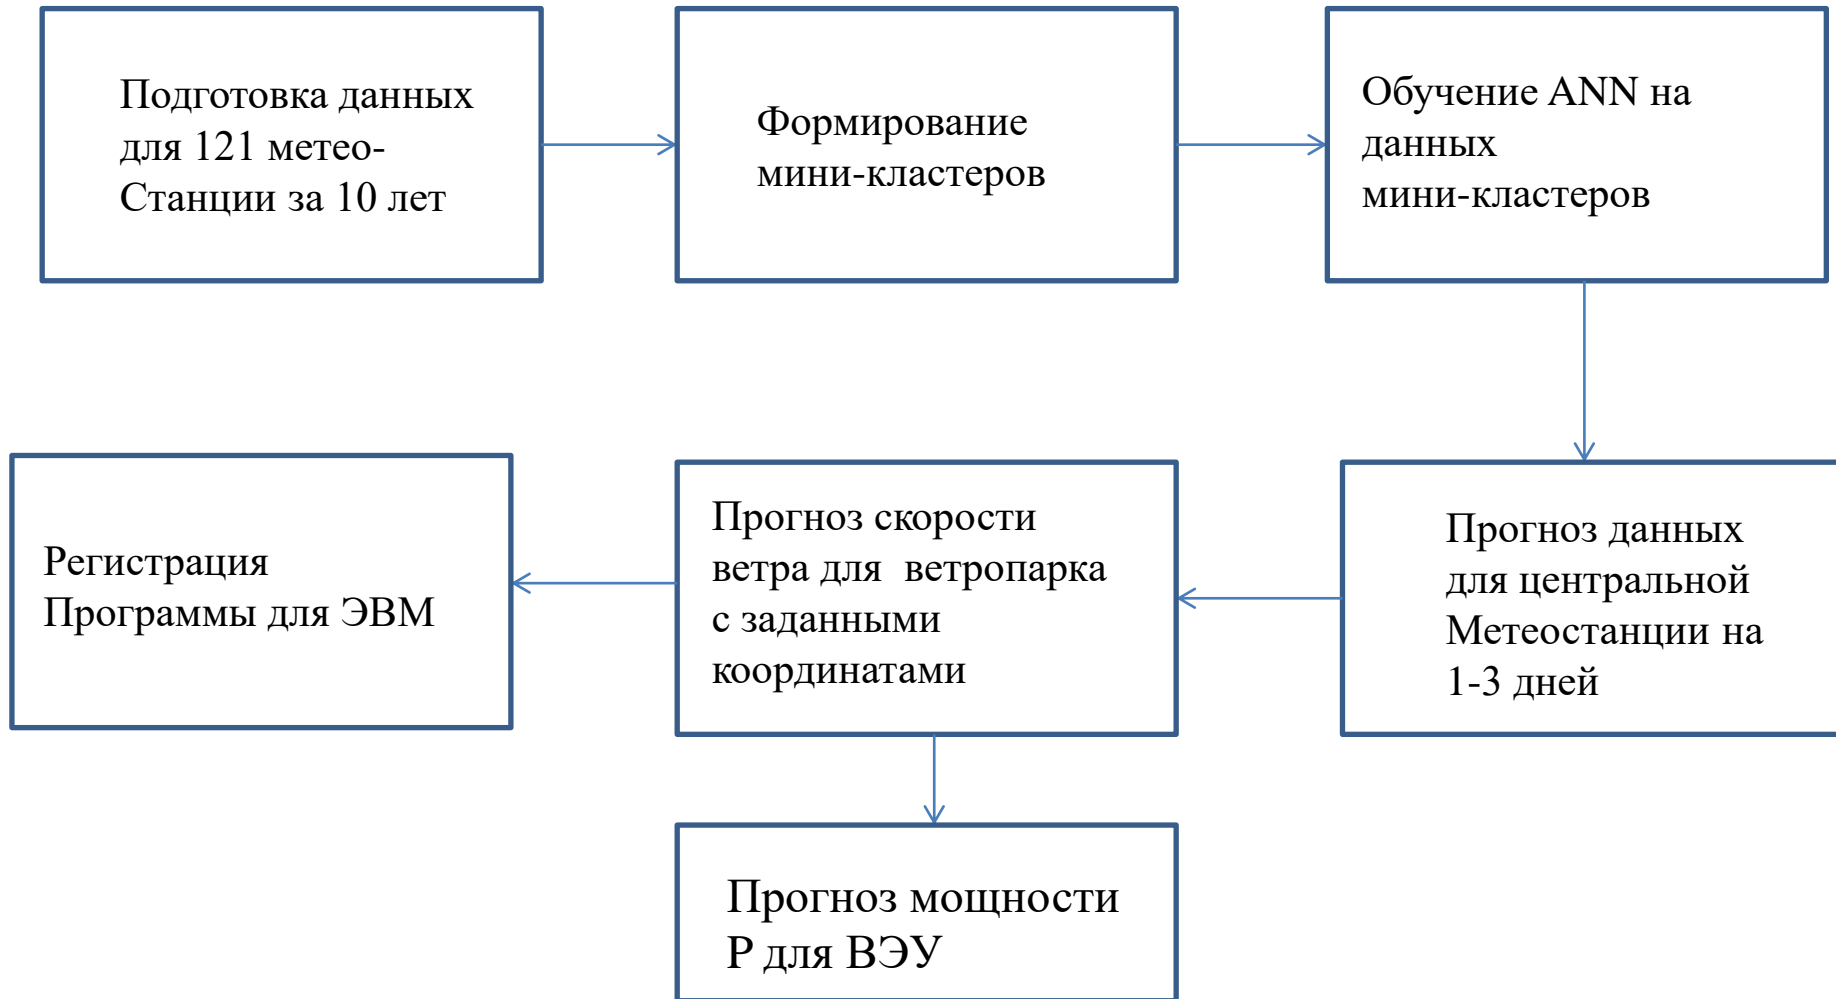 Подготовка данных
для 121 метео-
Станции за 10 лет
Формирование
мини-кластеров
Обучение ANN на
данных
мини-кластеров
Регистрация
Программы для ЭВМ
Прогноз скорости
ветра для  ветропарка
с заданными
координатами
Прогноз данных
для центральной
Метеостанции на
1-3 дней
Прогноз мощности
Р для ВЭУ